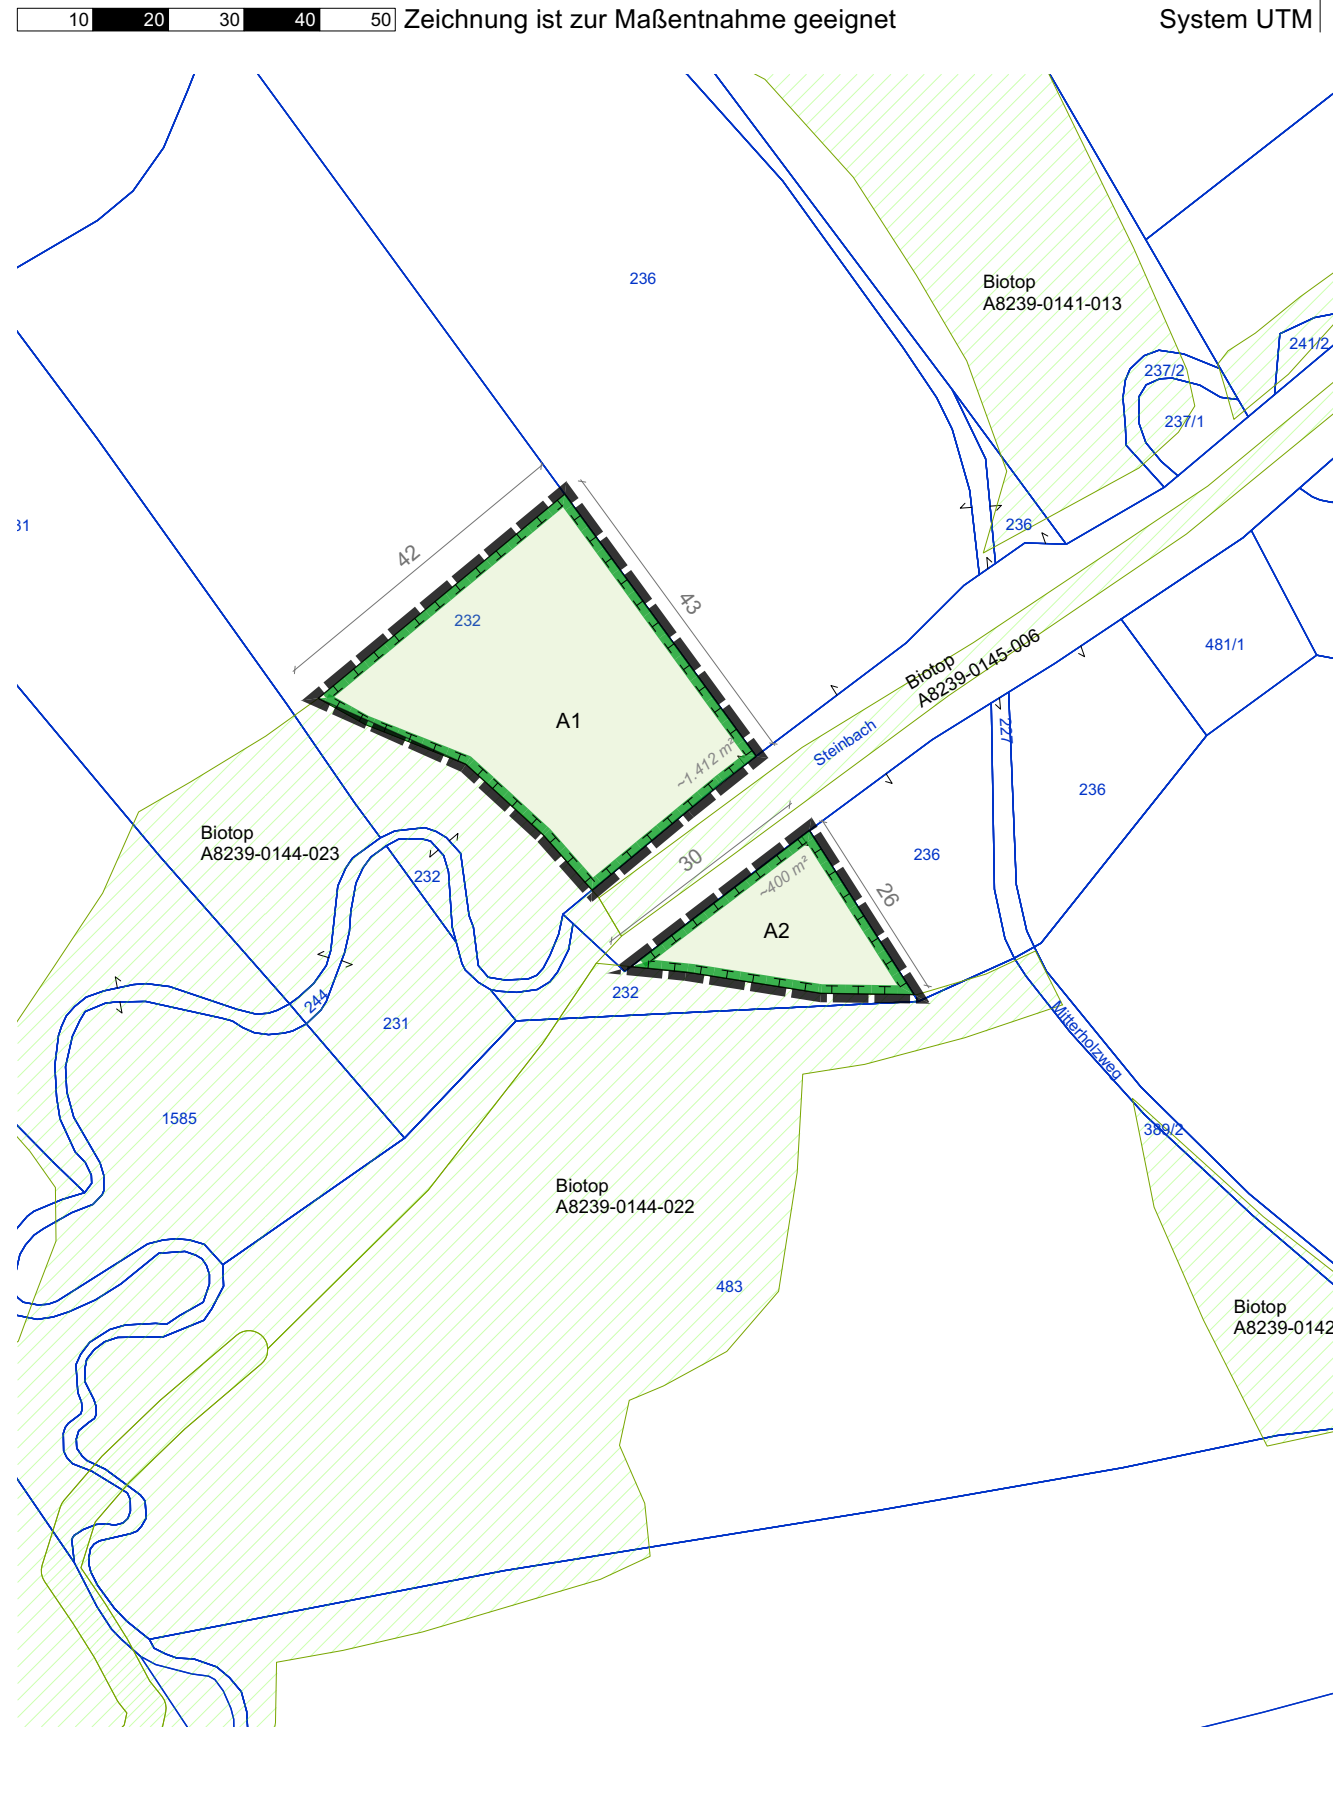 10 20 30 40 50 Zeichnung ist zur Maßentnahme geeignet System UTM
236
Biotop
A8239-0141-013
241/2
237/2
237/1
31
236
42
43
232
481/1
Biotop
A8239-0145-006
A1
~1.412 m²
Steinbach
227
236
Biotop
A8239-0144-023
30
236
232
~400 m²
26
A2
232
244
231
Mitterholzweg
1585
389/2
Biotop
A8239-0144-022
483
Biotop
A8239-0142